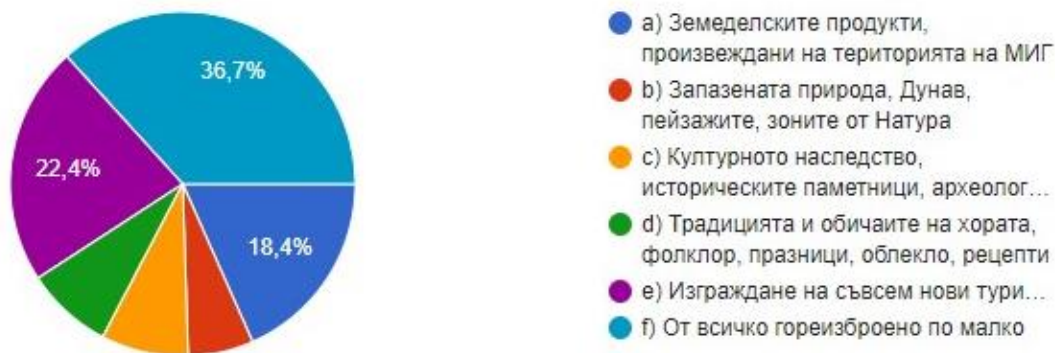 36,7%
22,4%
18,4%
a) Земеделските продукти,
произвеждани на територията на МИГ
b) Запазената природа, Дунав,
пейзажите, зоните от Натура
c) Културното наследство,
историческите паметници, археолог...
d) Традицията и обичаите на хората,
фолклор, празници, облекло, рецепти
e) Изграждане на съвсем нови тури...
f) От всичко гореизброено по малко